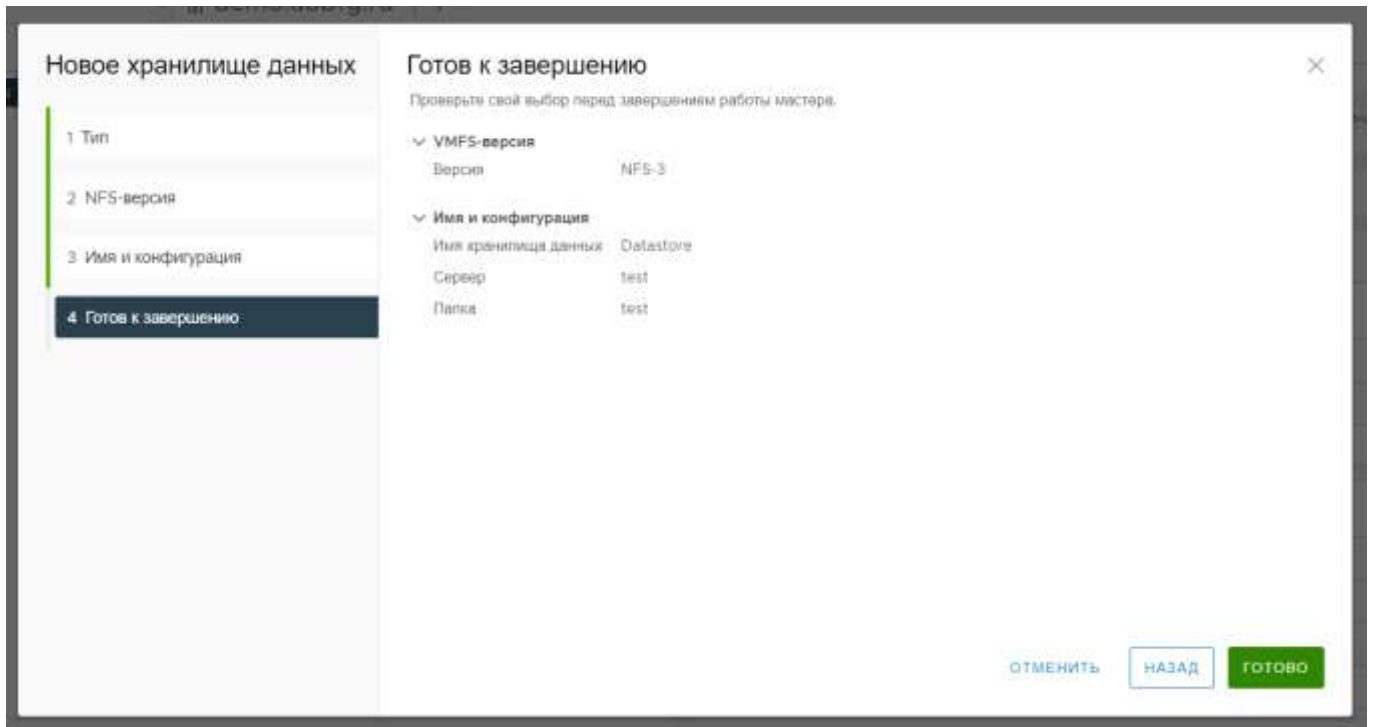 Новое хранилище данных
1 Тип
2 NFS-версия
3 Имя и конфигурация
4 Готов к завершению
Готов к завершению
Проверьте свой выбор перед завершением работы мастера.
VMFS-версия
Версия NFS-3
Имя и конфигурация
Имя хранилища данных Datastore
Сервер test
Папка test
ОТМЕНИТЬ НАЗАД ГОТОВО